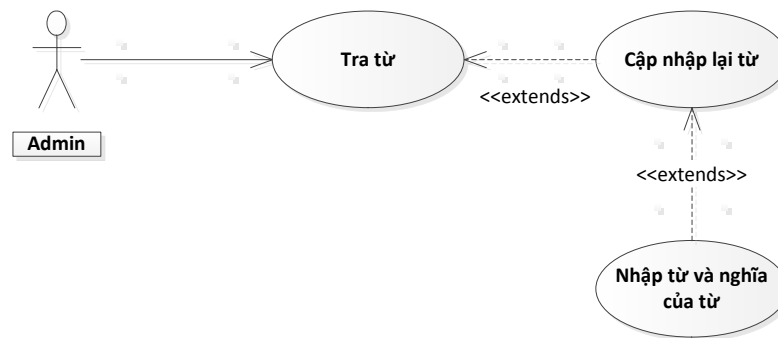 Tra từ
Cập nhập lại từ
<<extends>>
Admin
<<extends>>
Nhập từ và nghĩa
của từ